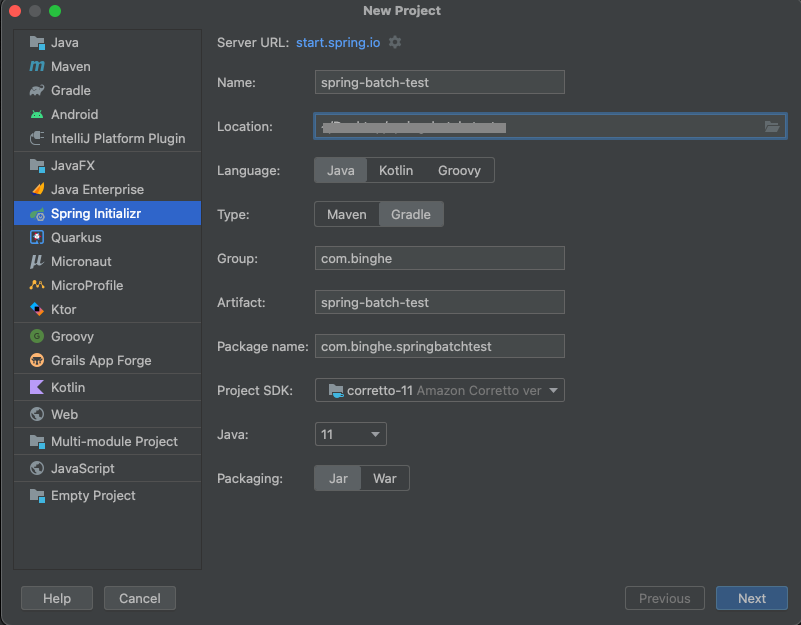 New Project
Java
Maven
Gradle
Android
IntelliJ Platform Plugin
JavaFX
Java Enterprise
Spring Initializr
Quarkus
Micronaut
MicroProfile
Ktor
Groovy
Grails App Forge
Kotlin
Web
Multi-module Project
JavaScript
Empty Project
Server URL: start.spring.io
Name: spring-batch-test
Location:
Language: Java Kotlin Groovy
Type: Maven Gradle
Group: com.binghe
Artifact: spring-batch-test
Package name: com.binghe.springbatchtest
Project SDK: corretto-11 Amazon Corretto ver
Java: 11
Packaging: Jar War
Help Cancel Previous Next